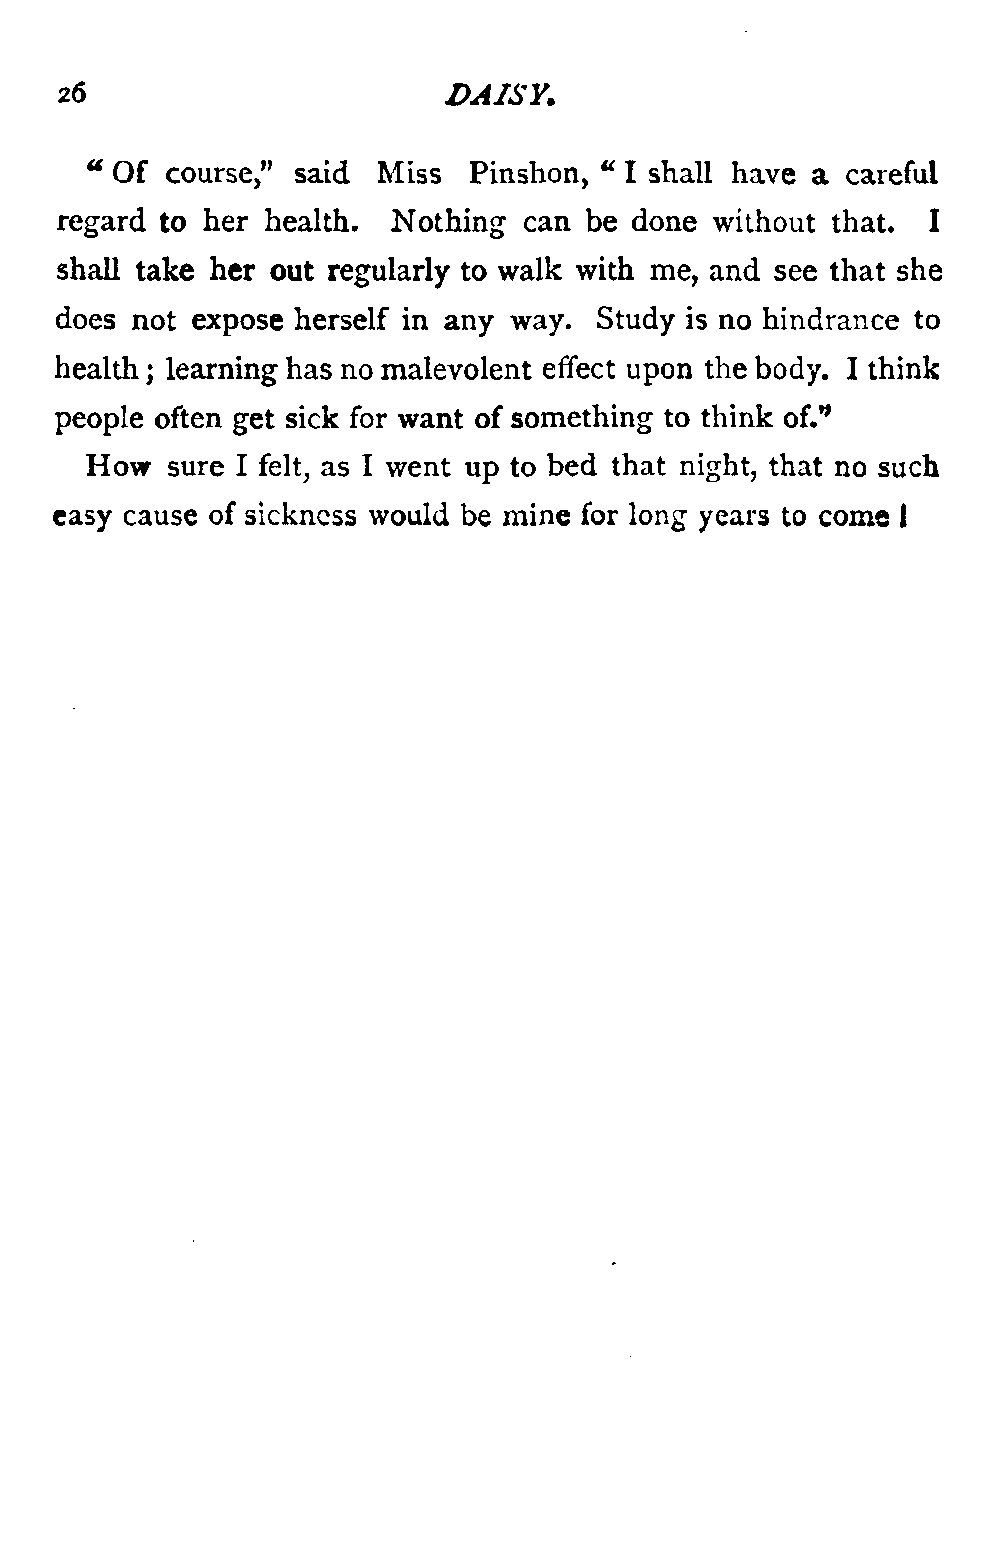 26 DAISY.
“ Of course,” said Miss Pinshon, “ I shall have a careful
regard to her health. Nothing can be done without that. I
shall take her out regularly to walk with me, and see that she
does not expose herself in any way. Study is no hindrance to
health ; learning has no malevolent effect upon the body. I think
people often get sick for want of something to think of.”
How sure I felt, as I went up to bed that night, that no such
easy cause of sickness would be mine for long years to come !